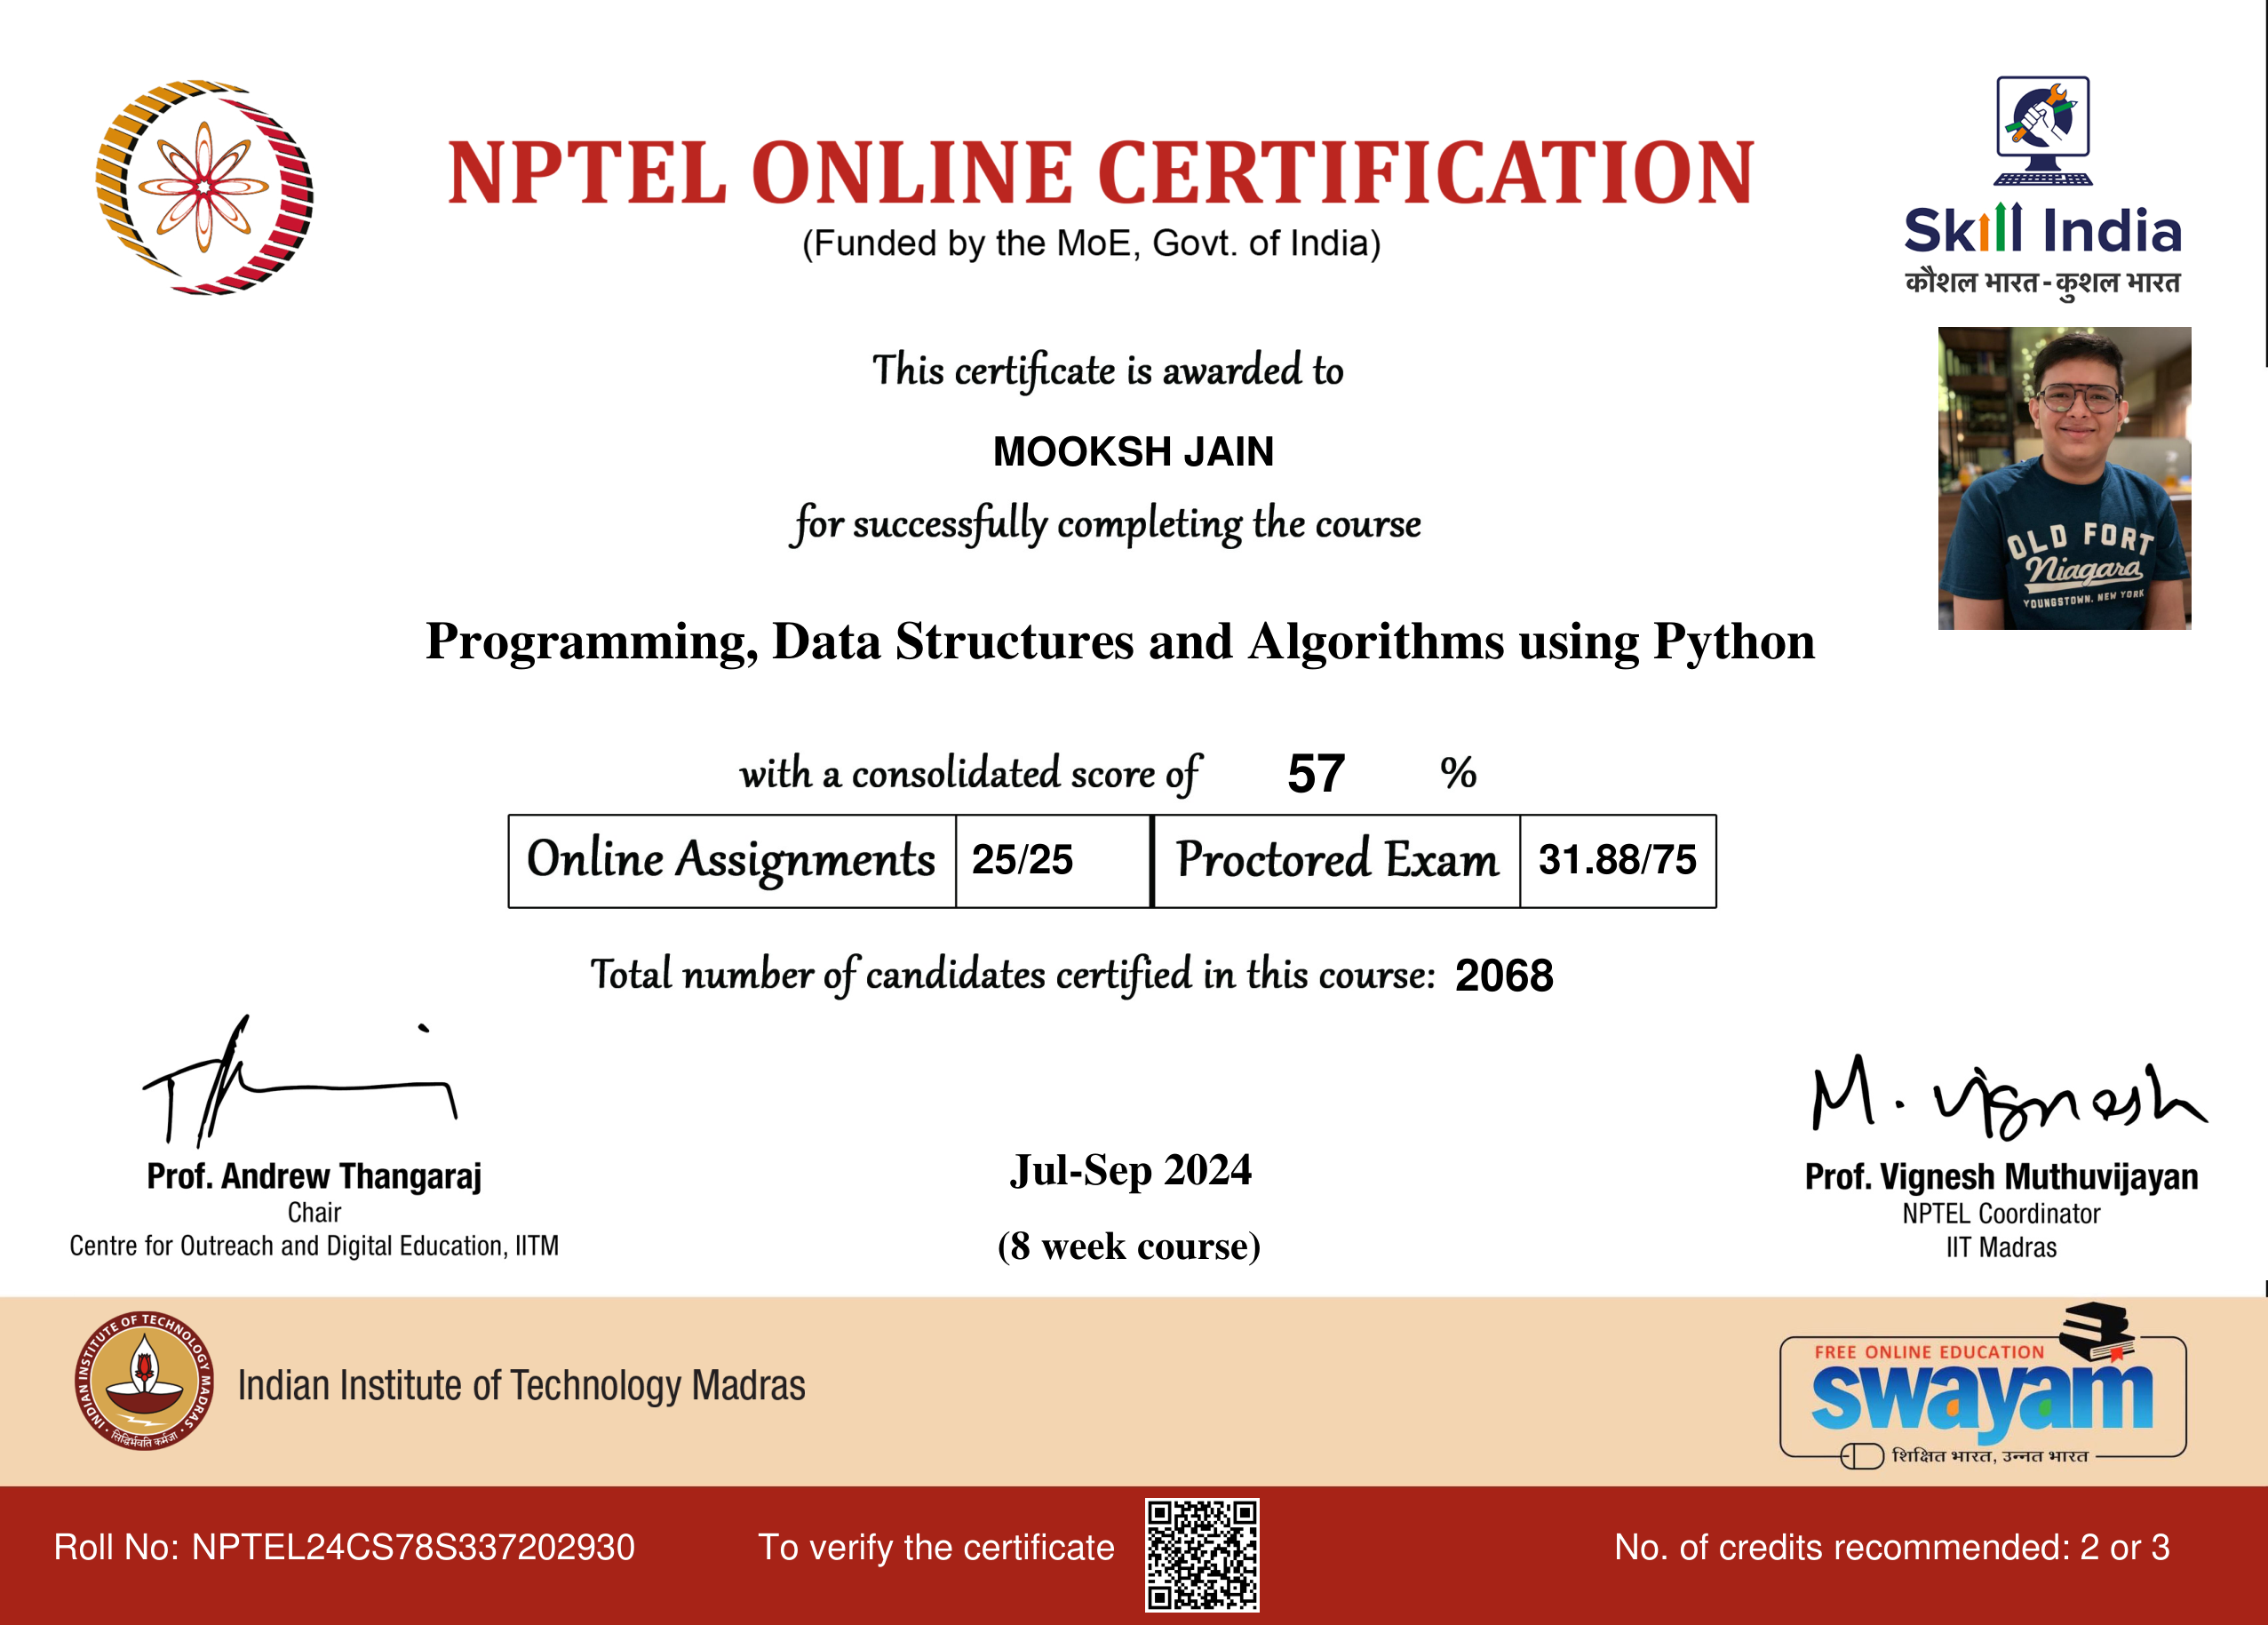 NPTEL ONLINE CERTIFICATION
(Funded by the MoE, Govt. of India)
Skill India
कौशल भारत - कुशल भारत
This certificate is awarded to
MOOKSH JAIN
for successfully completing the course
OLD FORT
Niagara
YOUNGSTOWN. NEW YORK
Programming, Data Structures and Algorithms using Python
with a consolidated score of 57 %
Online Assignments 25/25 Proctored Exam 31.88/75
Total number of candidates certified in this course: 2068
M. Vignesh
Prof. Andrew Thangaraj
Chair
Centre for Outreach and Digital Education, IITM
Jul-Sep 2024
(8 week course)
Prof. Vignesh Muthuvijayan
NPTEL Coordinator
IIT Madras
INDIAN INSTITUTE OF TECHNOLOGY MADRAS
सिद्धिर्भवति कर्मजा
Indian Institute of Technology Madras
FREE ONLINE EDUCATION
swayam
शिक्षित भारत, उन्नत भारत
Roll No: NPTEL24CS78S337202930
To verify the certificate
No. of credits recommended: 2 or 3